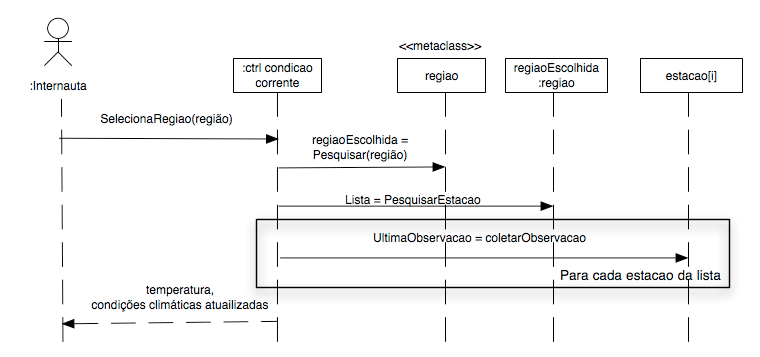 <<metaclass>>
:Internauta
:ctrl condicao
corrente
regiao
regiaoEscolhida
:regiao
estacao[i]
SelecionaRegiao(região)
regiaoEscolhida =
Pesquisar(região)
Lista = PesquisarEstacao
UltimaObservacao = coletarObservacao
Para cada estacao da lista
temperatura,
condições climáticas atuailizadas